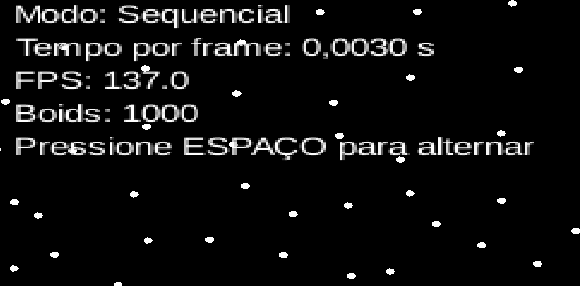 Modo: Sequencial
Tempo por frame: 0,0030 s
FPS: 137.0
Boids: 1000
Pressione ESPAÇO para alternar